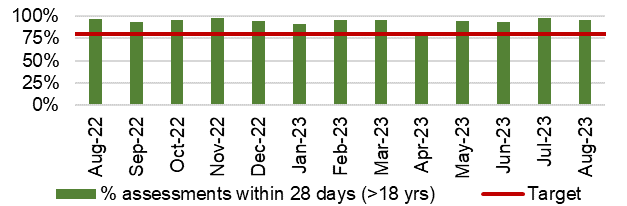 100%
75%
50%
25%
0%
Aug-22
Sep-22
Oct-22
Nov-22
Dec-22
Jan-23
Feb-23
Mar-23
Apr-23
May-23
Jun-23
Jul-23
Aug-23
% assessments within 28 days (>18 yrs)
Target